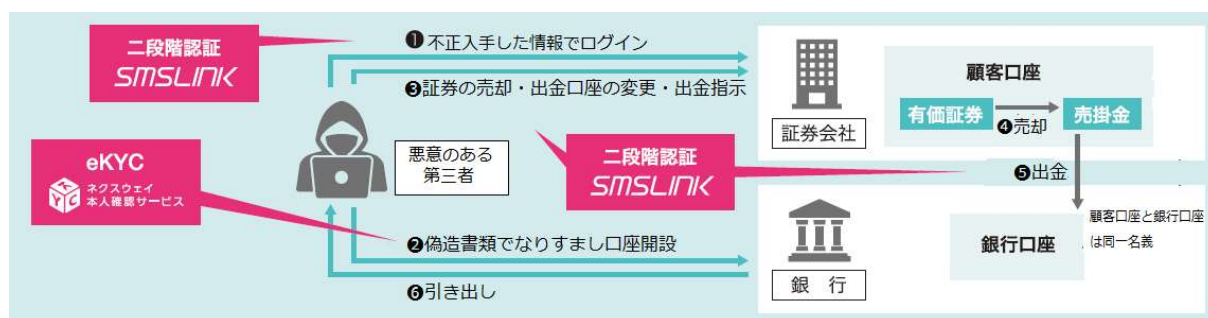 二段階認証
SMSLINK
❶不正入手した情報でログイン
❸証券の売却・出金口座の変更・出金指示
悪意のある
第三者
eKYC
KYC
ネクスウェイ
本人確認サービス
二段階認証
SMSLINK
❷偽造書類でなりすまし口座開設
❻引き出し
証券会社
顧客口座
有価証券
❹売却
売掛金
❺出金
銀 行
銀行口座
顧客口座と銀行口座
は同一名義